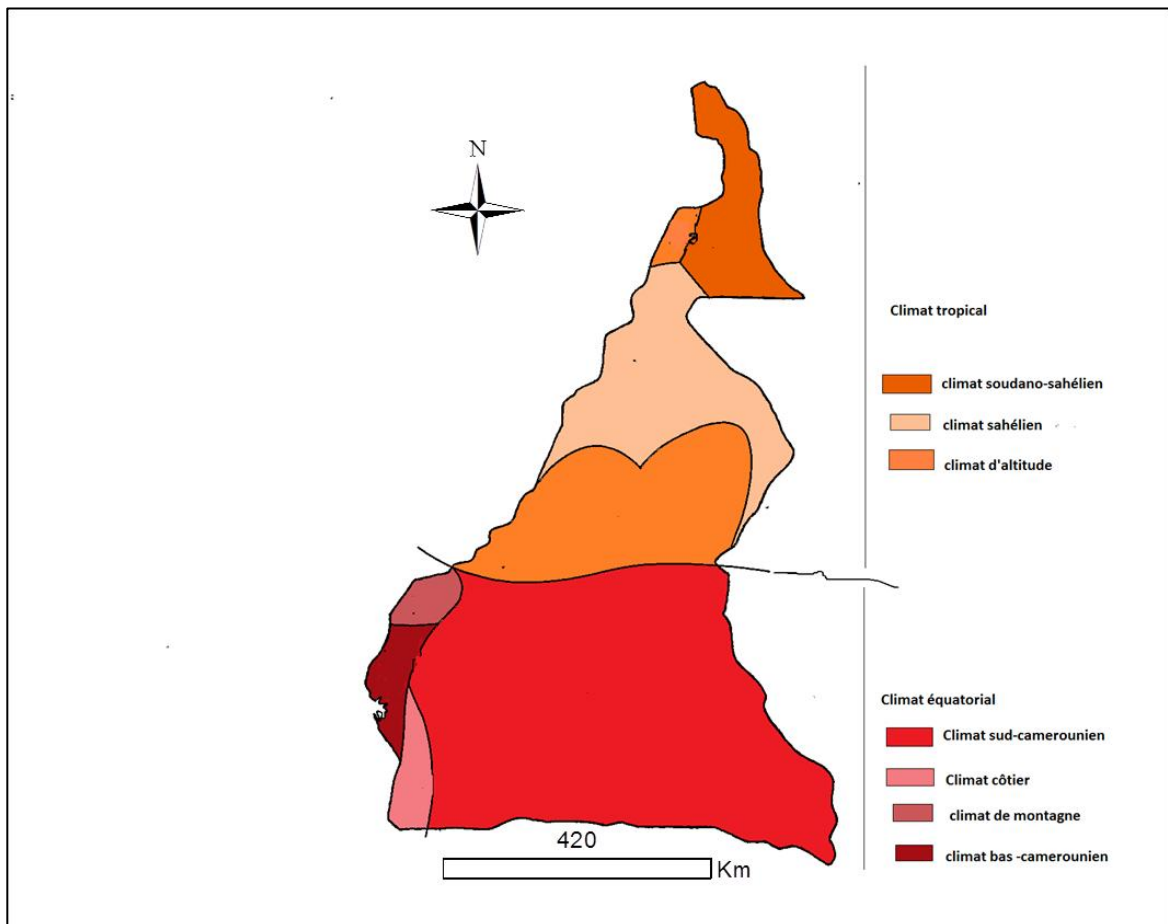 N
Climat tropical
climat soudano-sahélien
climat sahélien
climat d'altitude
Climat équatorial
Climat sud-camerounien
Climat côtier
climat de montagne
climat bas -camerounien
420
Km